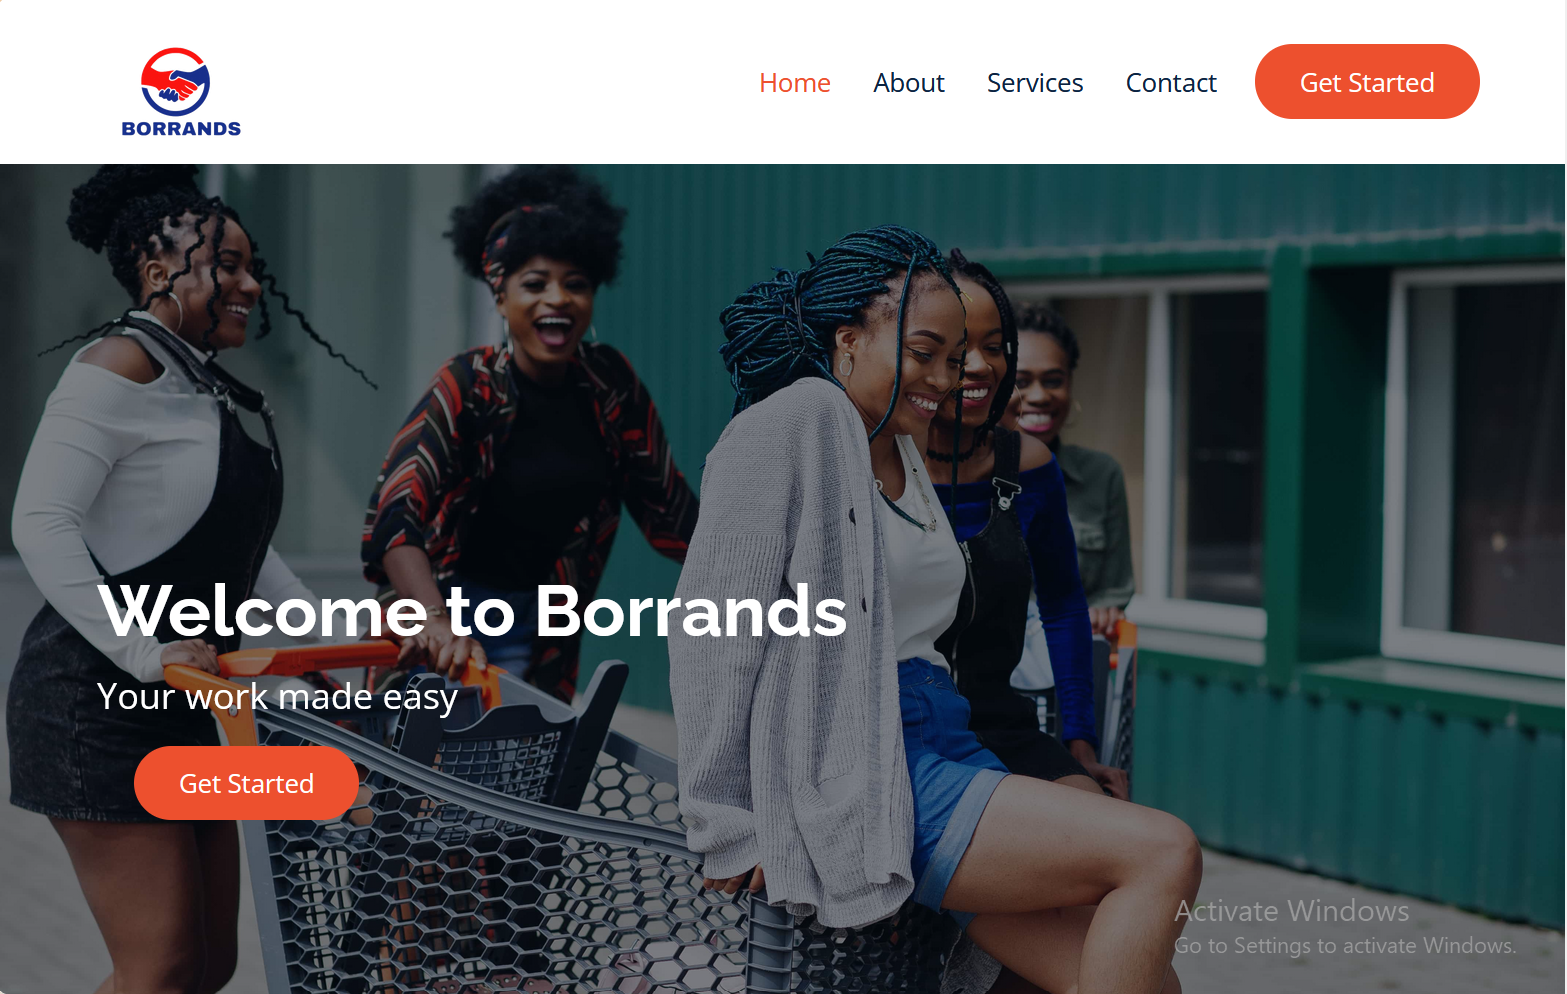 BORRANDS
Home About Services Contact Get Started
Welcome to Borrands
Your work made easy
Get Started
Activate Windows
Go to Settings to activate Windows.